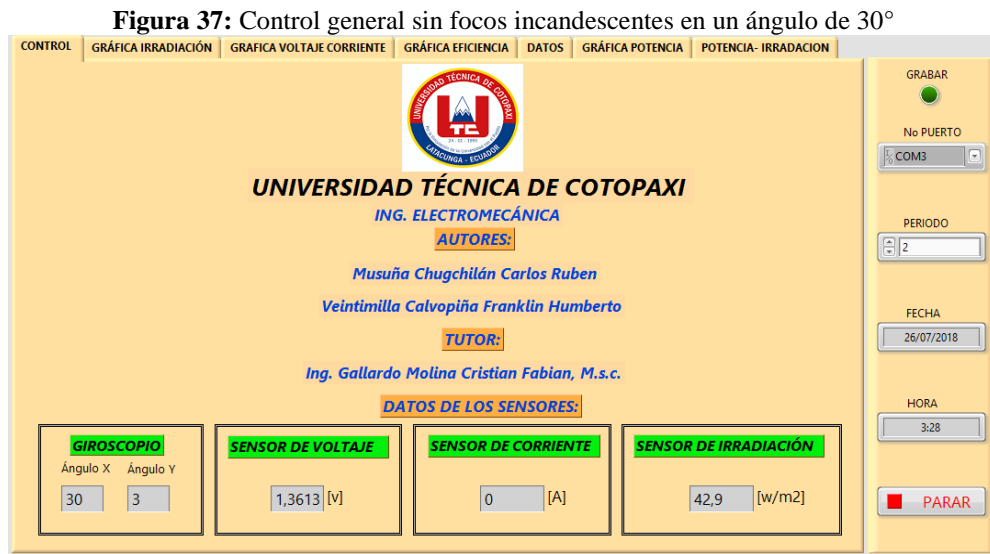 Figura 37: Control general sin focos incandescentes en un ángulo de 30°
CONTROL GRÁFICA IRRADIACIÓN GRAFICA VOLTAJE CORRIENTE GRÁFICA EFICIENCIA DATOS GRÁFICA POTENCIA POTENCIA- IRRADACION
UNIVERSIDAD TÉCNICA DE COTOPAXI
UTC
LATACUNGA - ECUADOR
UNIVERSIDAD TÉCNICA DE COTOPAXI
ING. ELECTROMECÁNICA
AUTORES:
Musuña Chugchilán Carlos Ruben
Veintimilla Calvopiña Franklin Humberto
TUTOR:
Ing. Gallardo Molina Cristian Fabian, M.s.c.
DATOS DE LOS SENSORES:
GIROSCOPIO
Ángulo X Ángulo Y
30 3
SENSOR DE VOLTAJE
1,3613 [v]
SENSOR DE CORRIENTE
0 [A]
SENSOR DE IRRADIACIÓN
42,9 [w/m2]
GRABAR
No PUERTO
COM3
PERIODO
2
FECHA
26/07/2018
HORA
3:28
PARAR